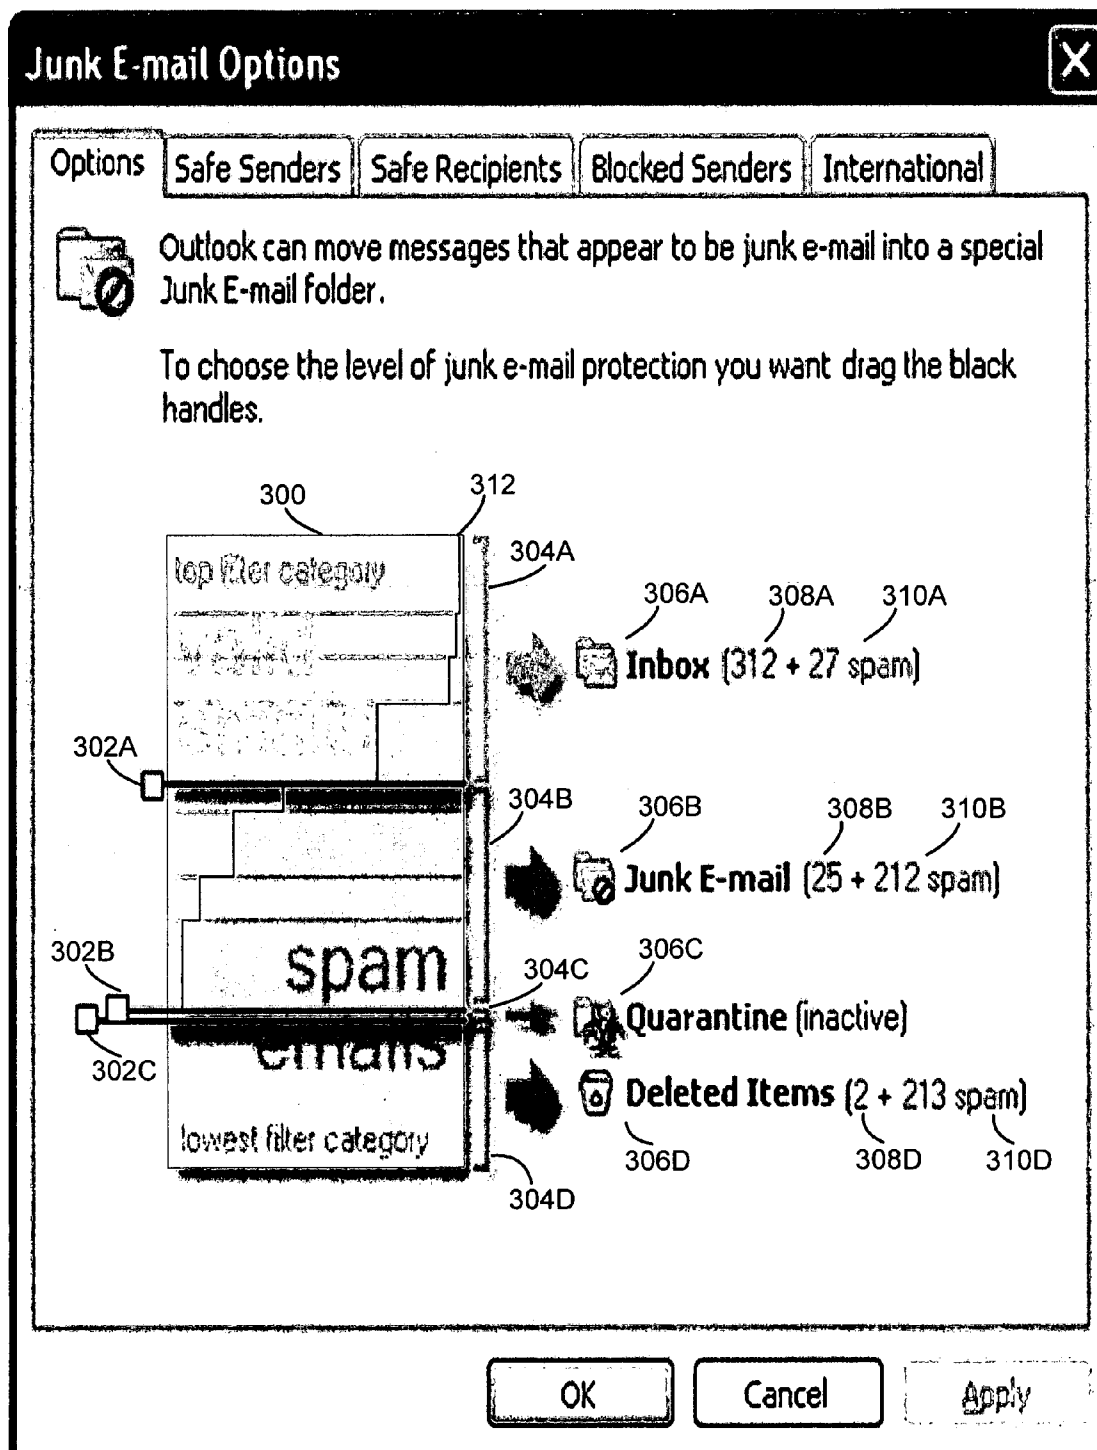 Junk E-mail Options
Options
Safe Senders
Safe Recipients
Blocked Senders
International
Outlook can move messages that appear to be junk e-mail into a special
Junk E-mail folder.
To choose the level of junk e-mail protection you want drag the black
handles.
300
312
304A
top filter category
306A
308A
310A
Inbox (312 + 27 spam)
302A
304B
306B
308B
310B
Junk E-mail (25 + 212 spam)
spam
302B
304C
306C
Quarantine (inactive)
302C
emails
Deleted Items (2 + 213 spam)
lowest filter category
306D
308D
310D
304D
OK
Cancel
Apply